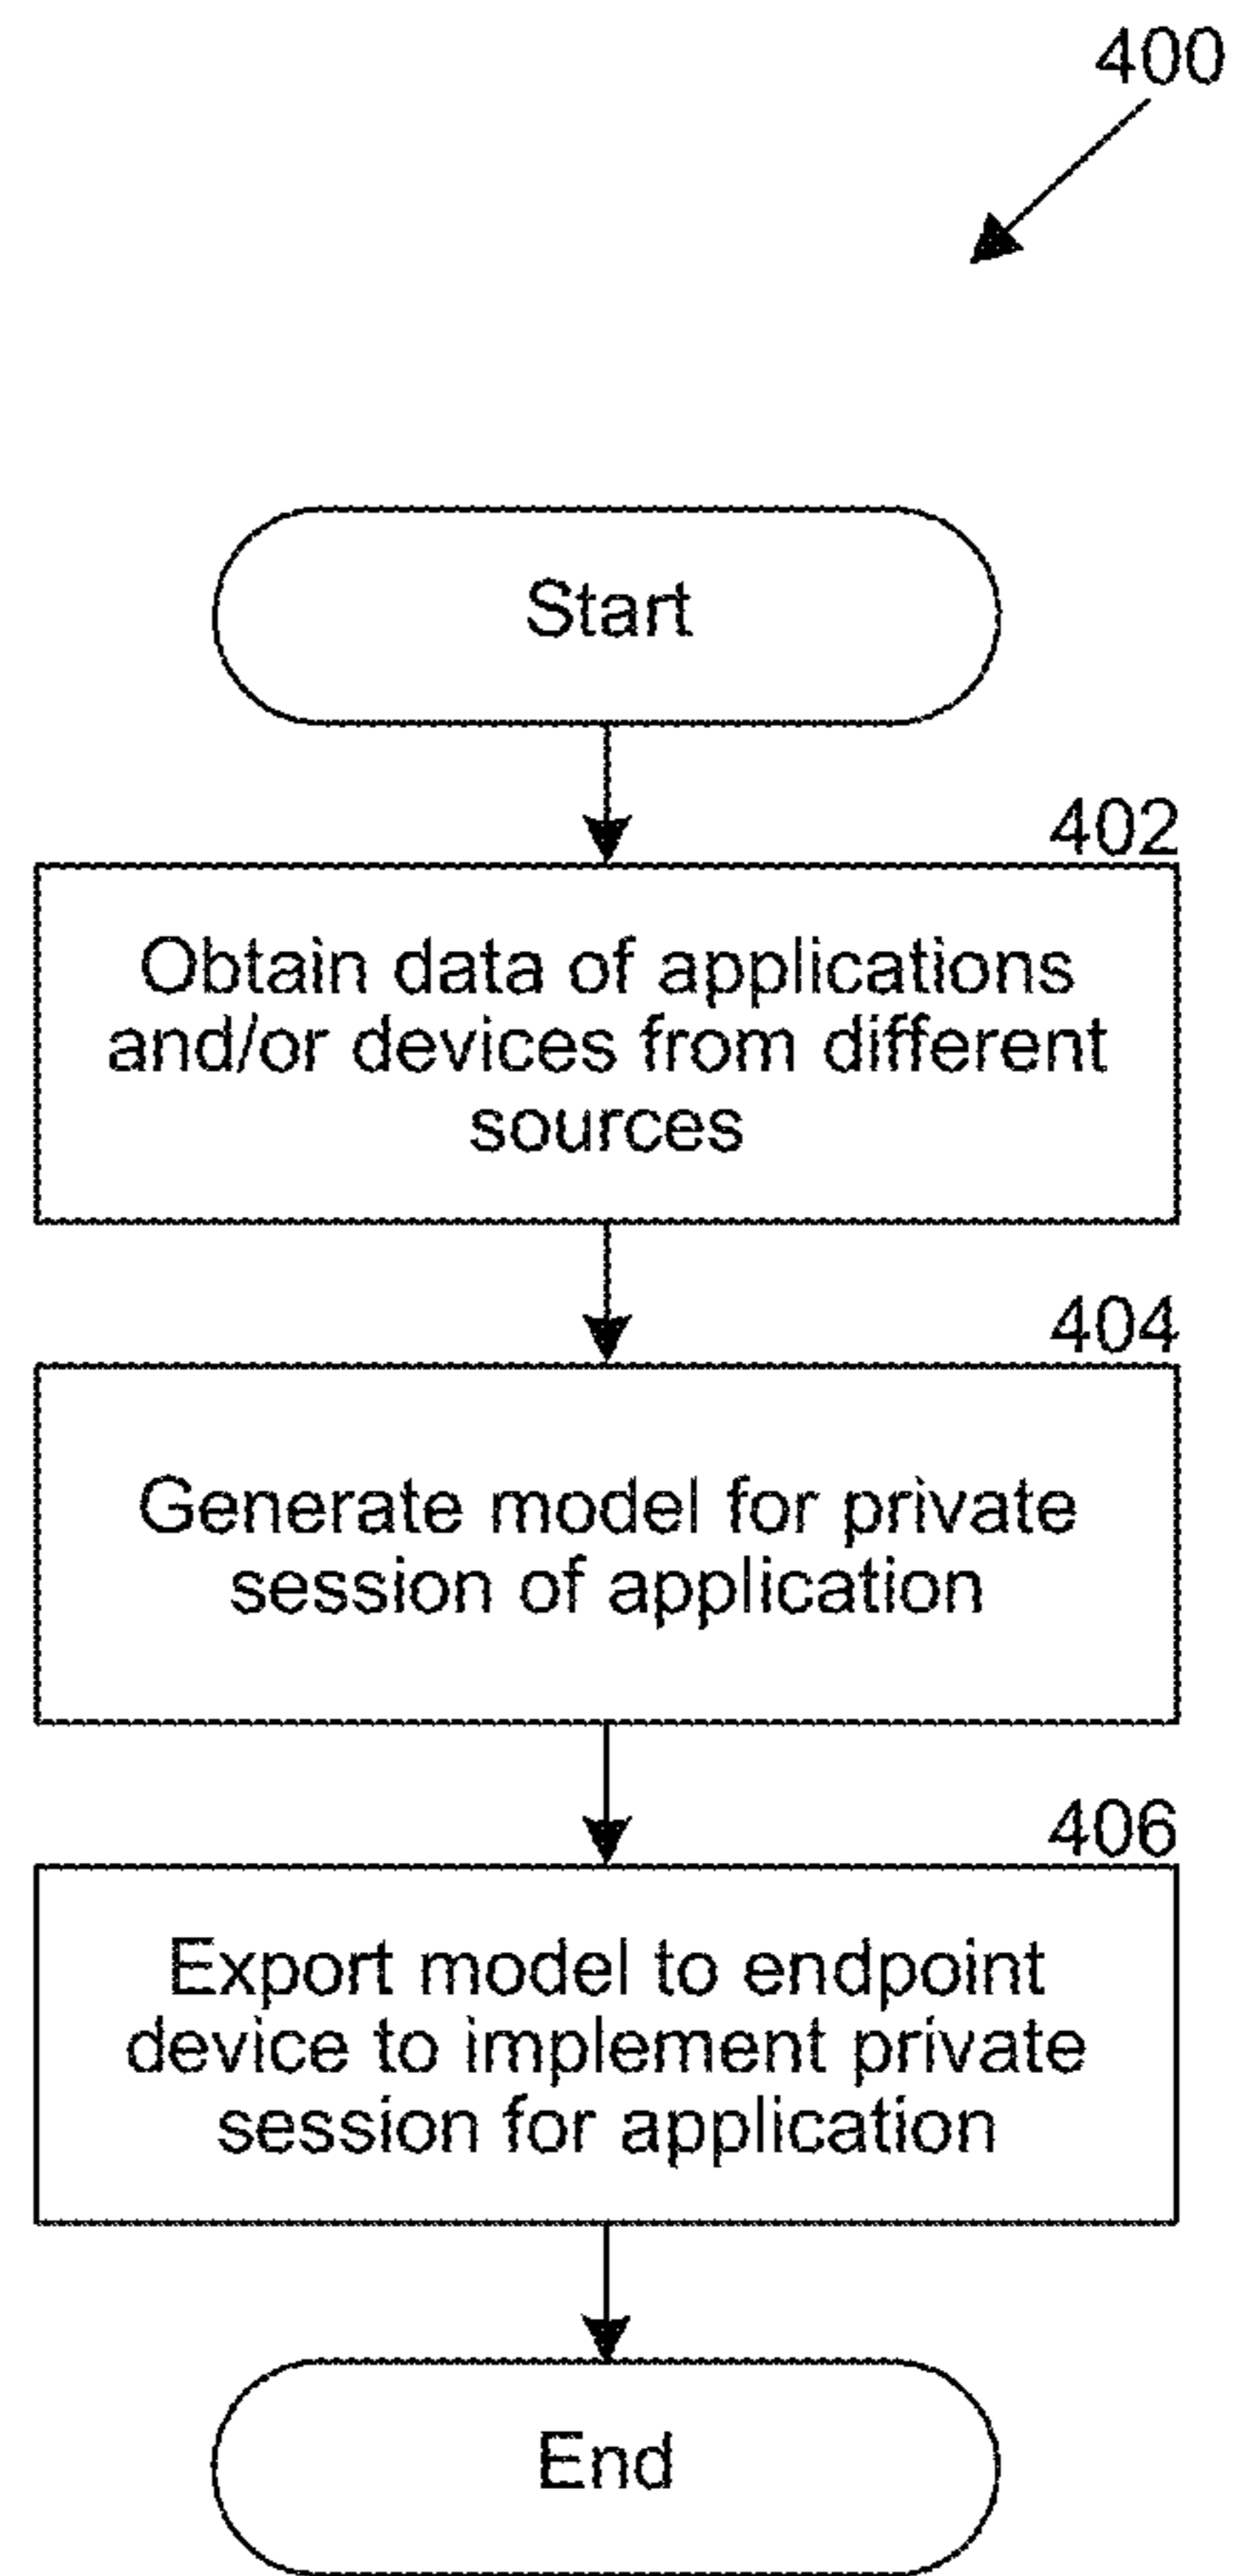 400
Start
402
Obtain data of applications
and/or devices from different
sources
404
Generate model for private
session of application
406
Export model to endpoint
device to implement private
session for application
End